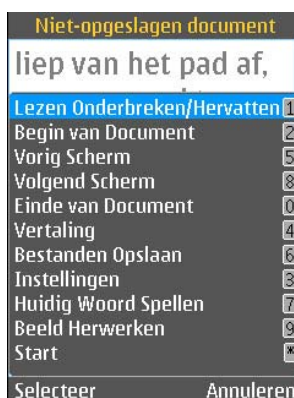 Niet-opgeslagen document
liep van het pad af,
Lezen Onderbreken/Hervatten 1
Begin van Document 2
Vorig Scherm 5
Volgend Scherm 8
Einde van Document 0
Vertaling 4
Bestanden Opslaan 6
Instellingen 3
Huidig Woord Spellen 7
Beeld Herwerken 9
Start *
Selecteer Annuleren